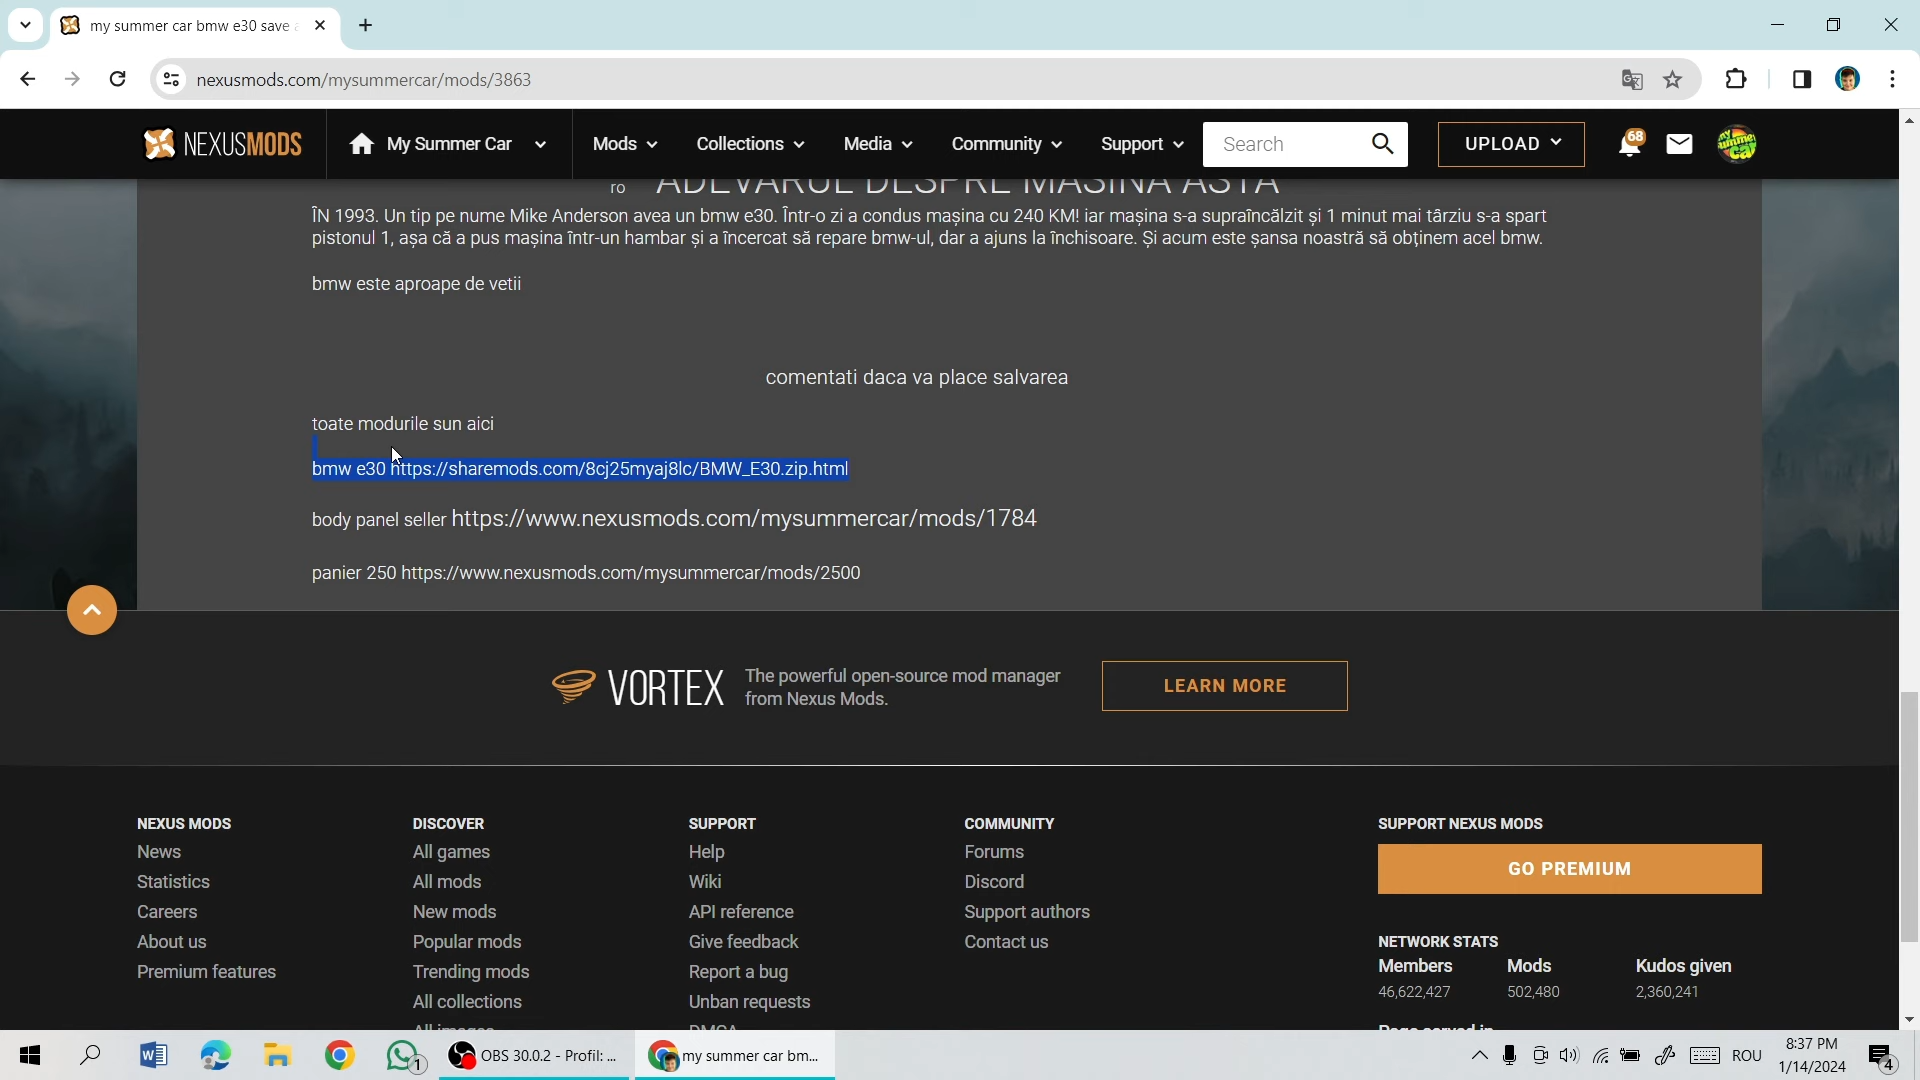 my summer car bmw e30 save a
nexusmods.com/mysummercar/mods/3863
NEXUSMODS
My Summer Car
Mods
Collections
Media
Community
Support
Search
UPLOAD
68
ro ADEVARUL DESPRE MASINA ASTA
ÎN 1993. Un tip pe nume Mike Anderson avea un bmw e30. Într-o zi a condus mașina cu 240 KM! iar mașina s-a supraîncălzit și 1 minut mai târziu s-a spart
pistonul 1, așa că a pus mașina într-un hambar și a încercat să repare bmw-ul, dar a ajuns la închisoare. Și acum este șansa noastră să obținem acel bmw.
bmw este aproape de vetii
comentati daca va place salvarea
toate modurile sun aici
bmw e30 https://sharemods.com/8cj25myaj8lc/BMW_E30.zip.html
body panel seller https://www.nexusmods.com/mysummercar/mods/1784
panier 250 https://www.nexusmods.com/mysummercar/mods/2500
VORTEX
The powerful open-source mod manager
from Nexus Mods.
LEARN MORE
NEXUS MODS
News
Statistics
Careers
About us
Premium features
DISCOVER
All games
All mods
New mods
Popular mods
Trending mods
All collections
All images
SUPPORT
Help
Wiki
API reference
Give feedback
Report a bug
Unban requests
DMCA
COMMUNITY
Forums
Discord
Support authors
Contact us
SUPPORT NEXUS MODS
GO PREMIUM
NETWORK STATS
Members
Mods
Kudos given
46,622,427
502,480
2,360,241
Page served in
1
OBS 30.0.2 - Profil: ...
my summer car bm...
ROU
8:37 PM
1/14/2024
4